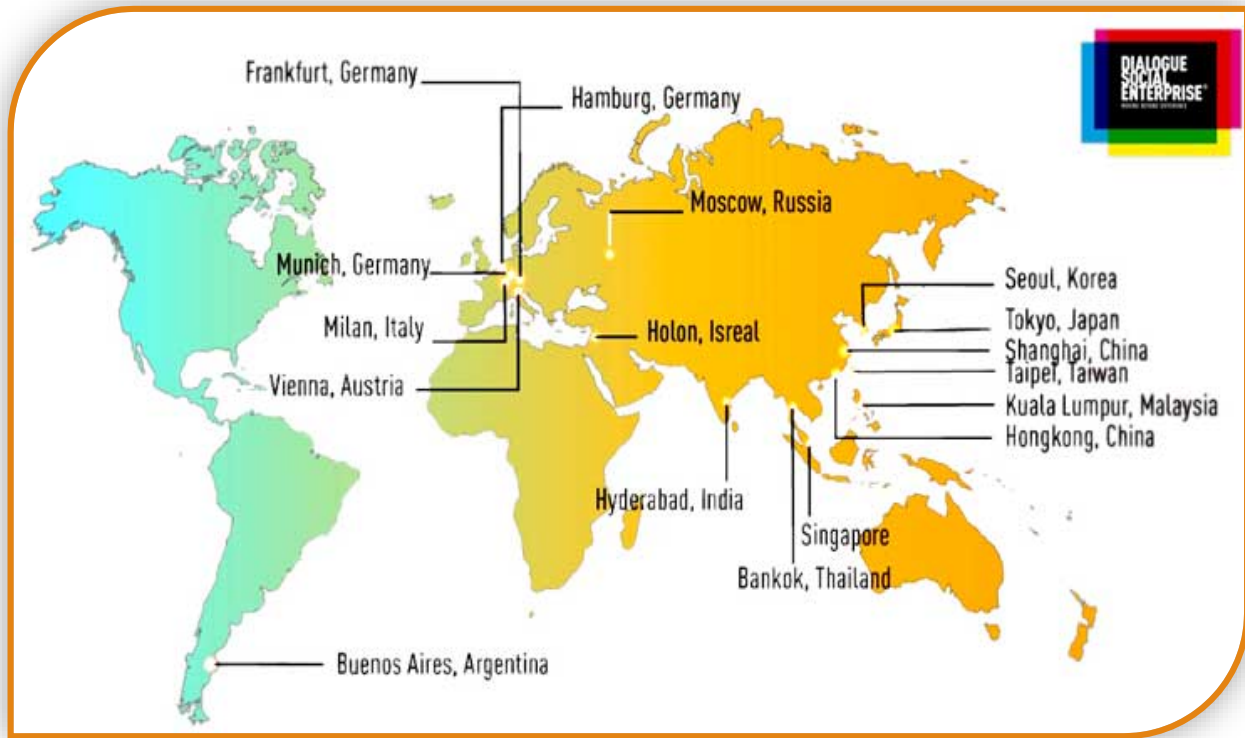 DIALOGUE
SOCIAL
ENTERPRISE®
Frankfurt, Germany
Hamburg, Germany
Moscow, Russia
Munich, Germany
Milan, Italy
Vienna, Austria
Holon, Isreal
Seoul, Korea
Tokyo, Japan
Shanghai, China
Taipei, Taiwan
Kuala Lumpur, Malaysia
Hongkong, China
Hyderabad, India
Singapore
Bankok, Thailand
Buenos Aires, Argentina